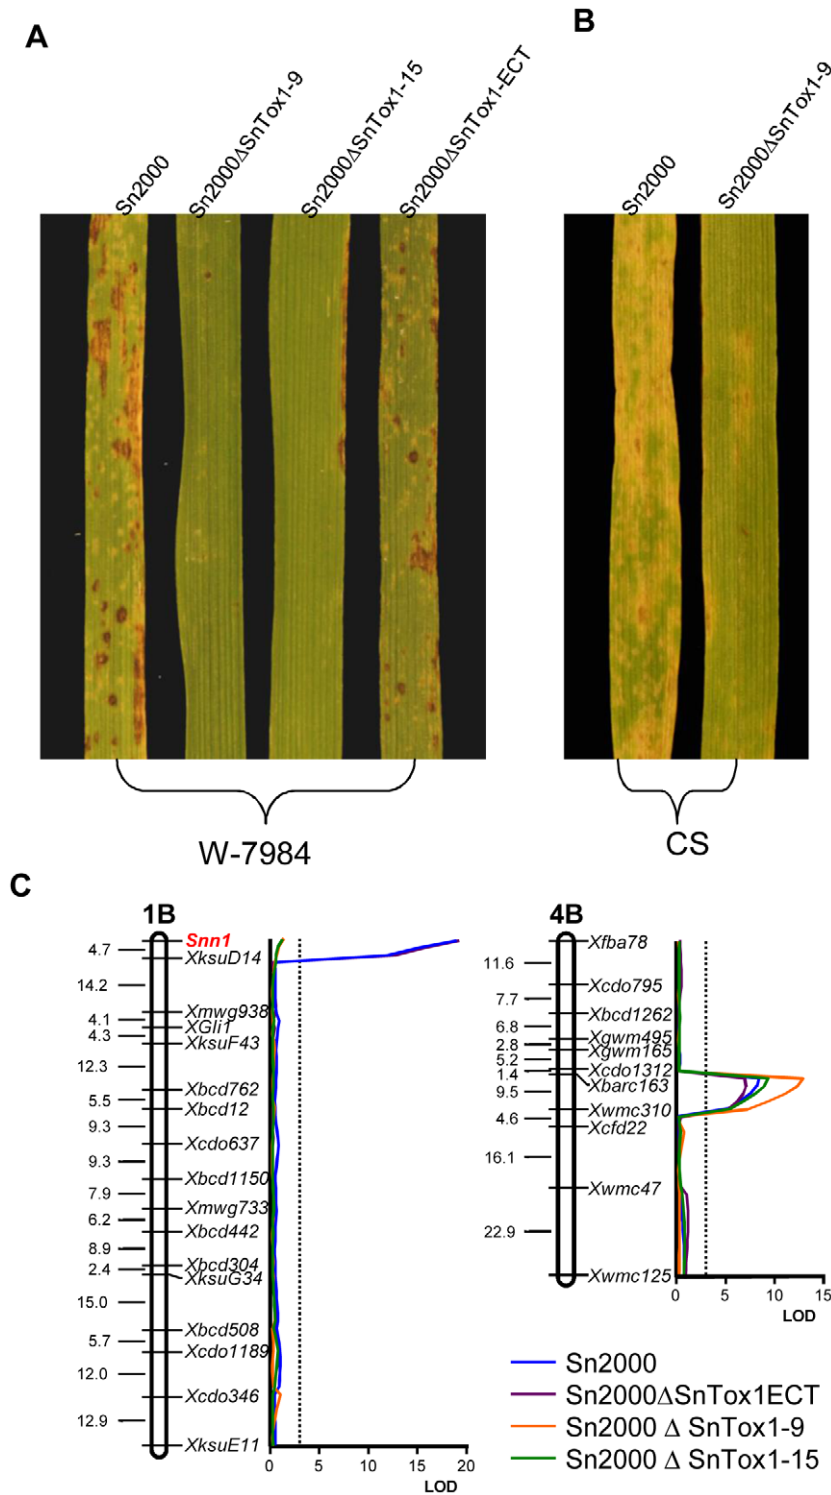 A
B
Sn2000
Sn2000ΔSnTox1-9
Sn2000ΔSnTox1-15
Sn2000ΔSnTox1-ECT
Sn2000
Sn2000ΔSnTox1-9
W-7984
CS
C
1B
Snn1
4.7
XksuD14
14.2
Xmwg938
4.1
XGli1
4.3
XksuF43
12.3
Xbcd762
5.5
Xbcd12
9.3
Xcdo637
9.3
Xbcd1150
7.9
Xmwg733
6.2
Xbcd442
8.9
Xbcd304
2.4
XksuG34
15.0
Xbcd508
5.7
Xcdo1189
12.0
Xcdo346
12.9
XksuE11
0 5 10 15 20
LOD
4B
Xfba78
11.6
Xcdo795
7.7
Xbcd1262
6.8
Xgwm495
2.8
Xgwm165
5.2
Xcdo1312
1.4
Xbarc163
9.5
Xwmc310
4.6
Xcfd22
16.1
Xwmc47
22.9
Xwmc125
0 5 10 15
LOD
Sn2000
Sn2000ΔSnTox1ECT
Sn2000 Δ SnTox1-9
Sn2000 Δ SnTox1-15